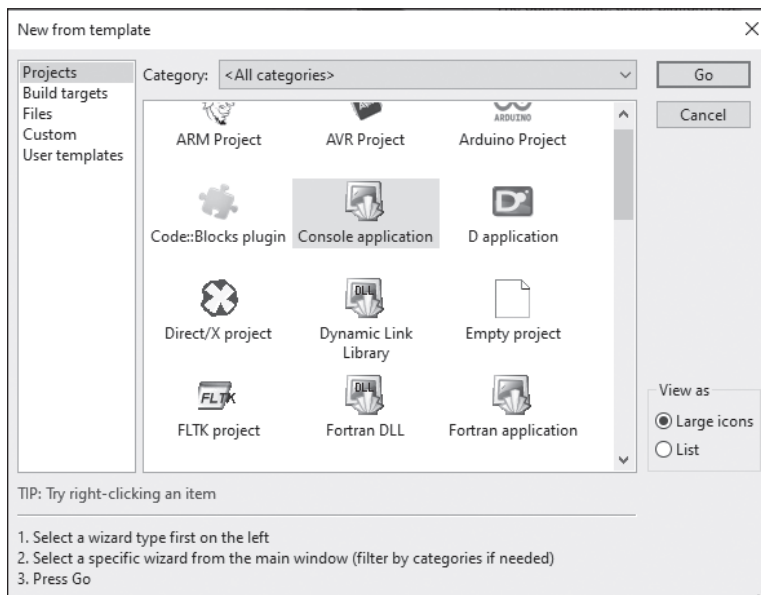 New from template
Projects
Build targets
Files
Custom
User templates
Category: <All categories>
Go
Cancel
ARDUINO
ARM Project AVR Project Arduino Project
Code::Blocks plugin Console application D application
D
DLL
Direct/X project Dynamic Link Library Empty project
FLTK
DLL
FLTK project Fortran DLL Fortran application
View as
Large icons
List
TIP: Try right-clicking an item
1. Select a wizard type first on the left
2. Select a specific wizard from the main window (filter by categories if needed)
3. Press Go